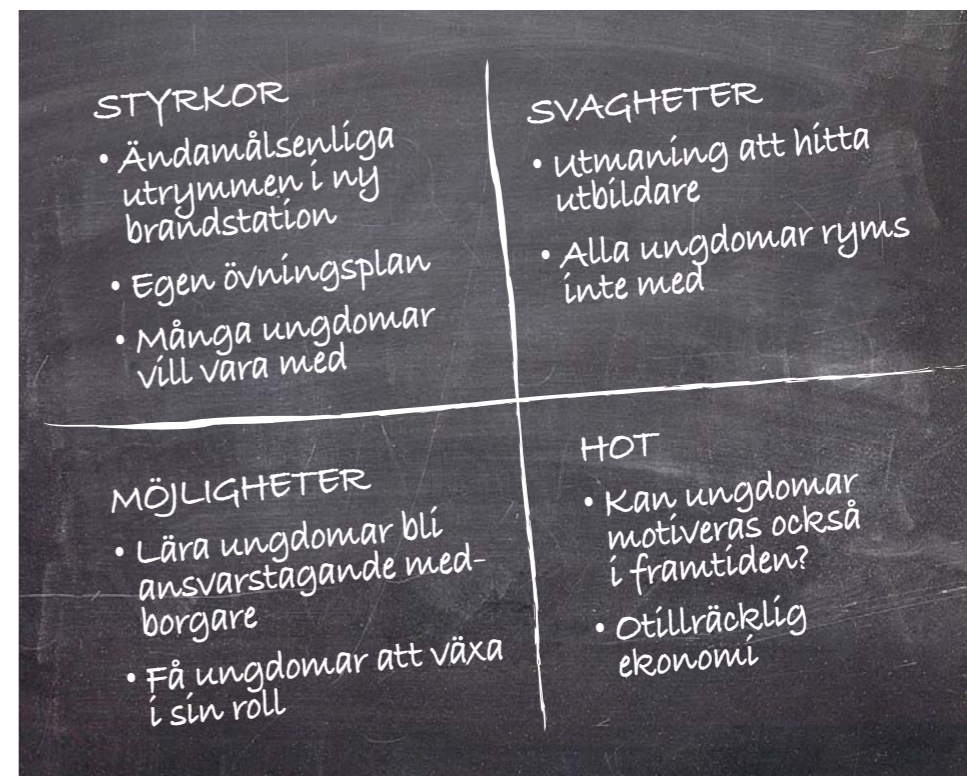 STYRKOR
• Ändamålsenliga
utrymmen i ny
brandstation
• Egen övningsplan
• Många ungdomar
vill vara med
SVAGHETER
• Utmaning att hitta
utbildare
• Alla ungdomar ryms
inte med
MÖJLIGHETER
• Lära ungdomar bli
ansvarstagande med-
borgare
• Få ungdomar att växa
i sin roll
HOT
• Kan ungdomar
motiveras också
i framtiden?
• Otillräcklig
ekonomi